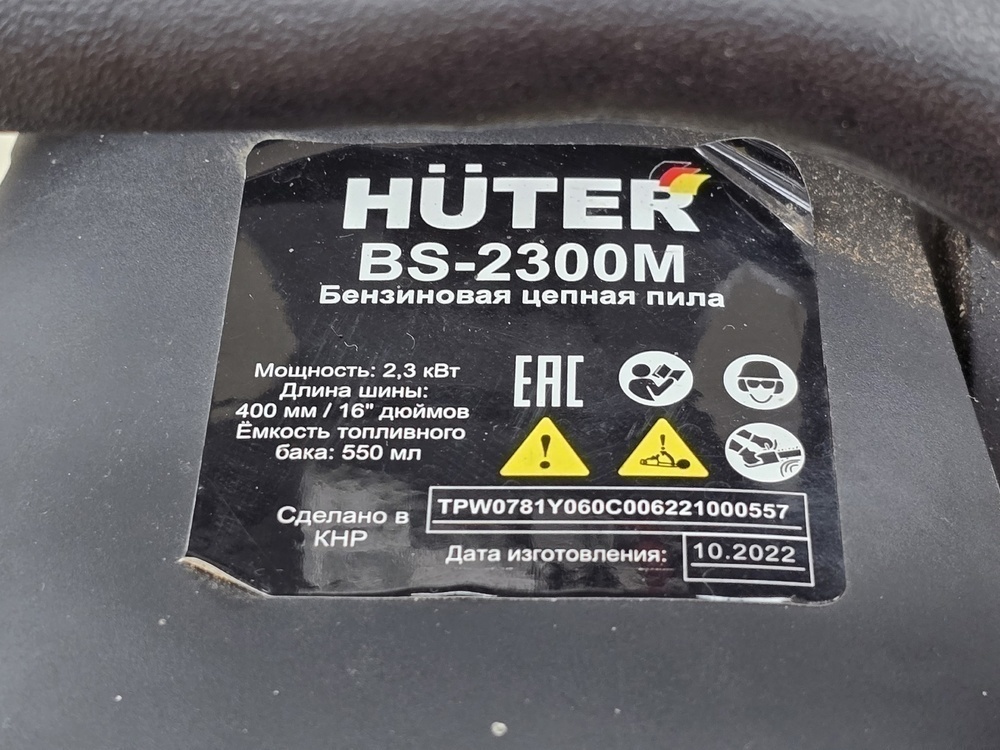 HÜTER
BS-2300M
Бензиновая цепная пила
Мощность: 2,3 кВт
Длина шины:
400 мм / 16" дюймов
Ёмкость топливного
бака: 550 мл
EAC
Сделано в
КНР
TPW0781Y060C006221000557
Дата изготовления: 10.2022